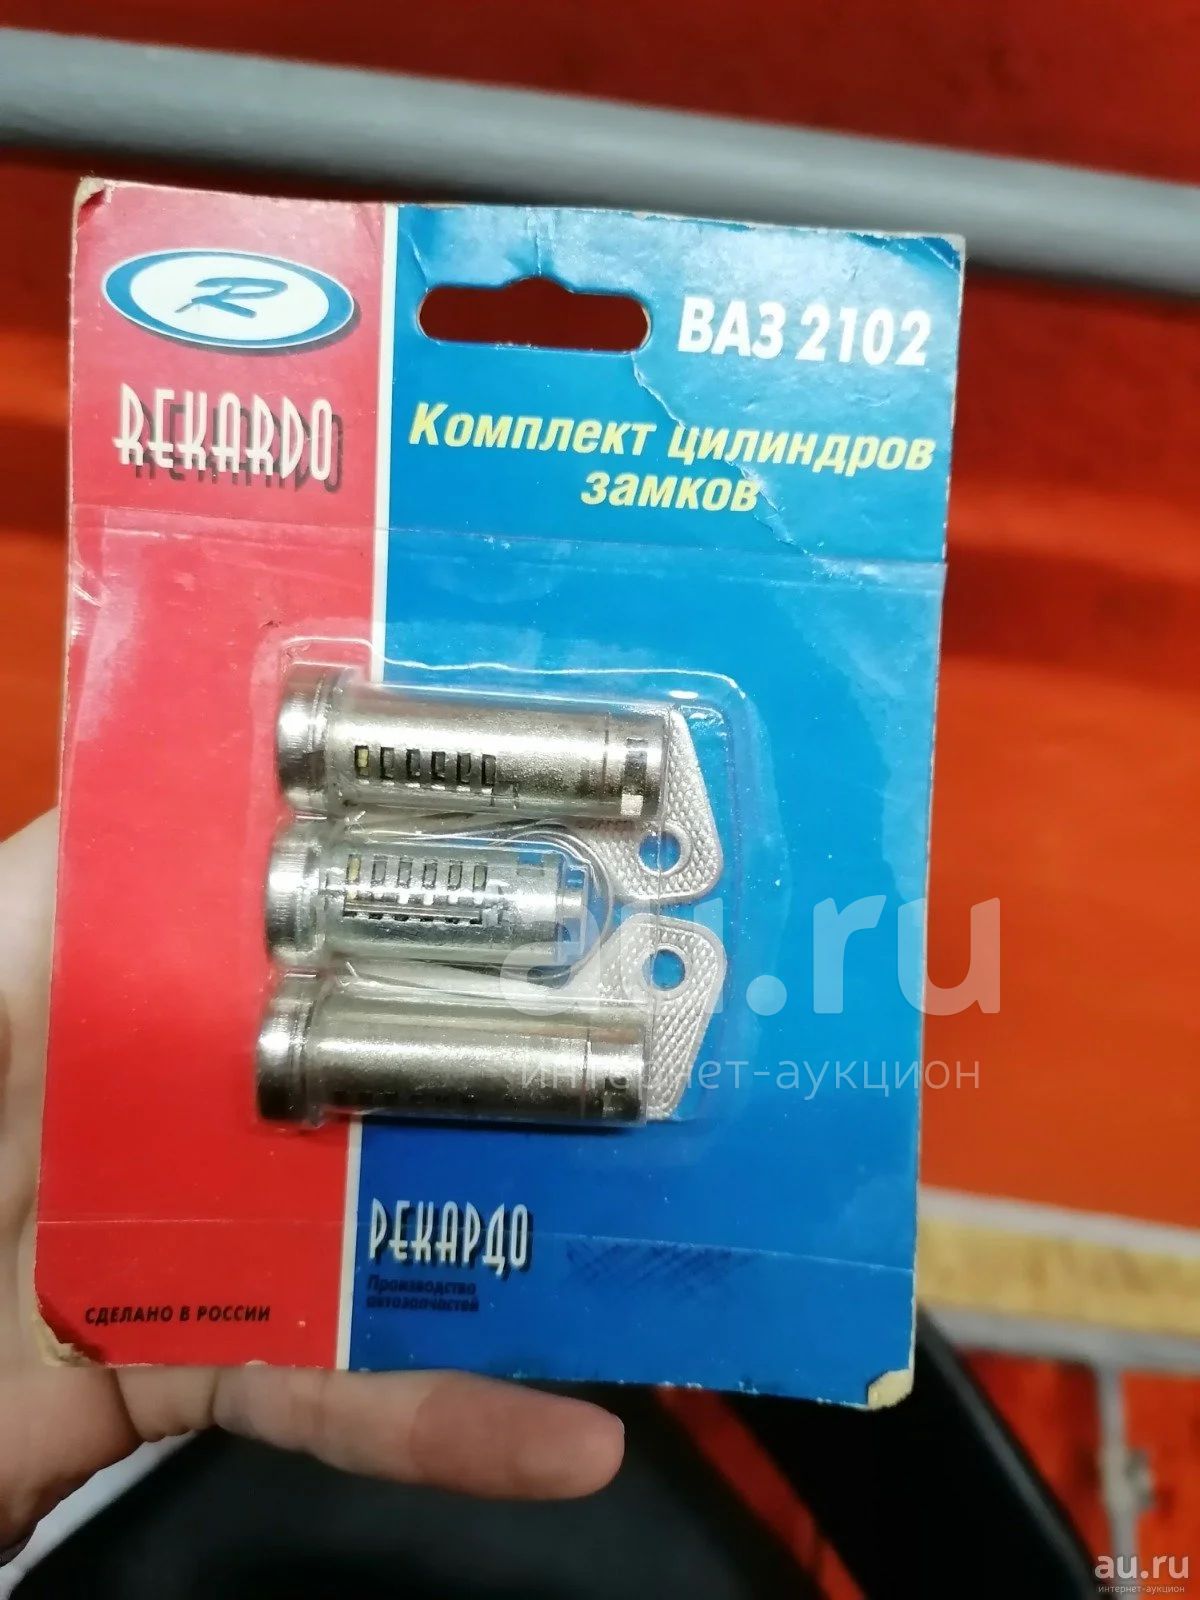 R
REKARDO
ВАЗ 2102
Комплект цилиндров
замков
au.ru
интернет-аукцион
РЕКАРДО
Производство
автозапчастей
СДЕЛАНО В РОССИИ
au.ru
интернет-аукцион